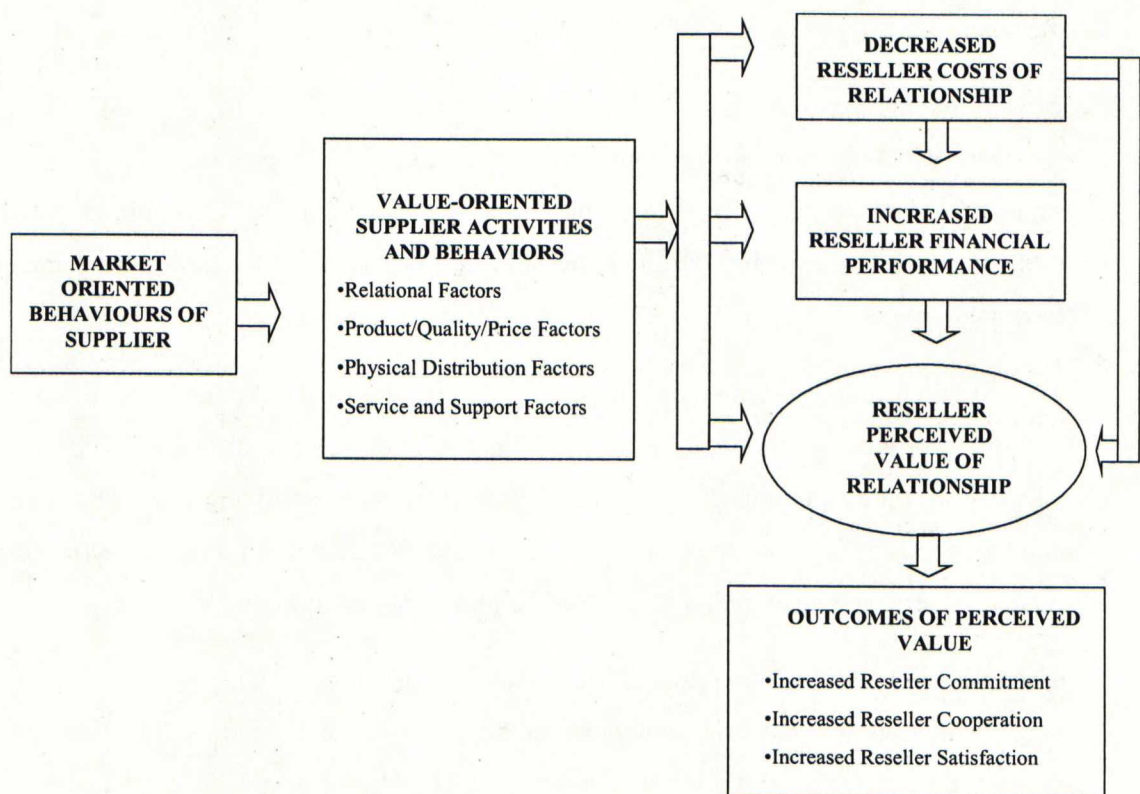 MARKET
ORIENTED
BEHAVIOURS OF
SUPPLIER
VALUE-ORIENTED
SUPPLIER ACTIVITIES
AND BEHAVIORS
•Relational Factors
•Product/Quality/Price Factors
•Physical Distribution Factors
•Service and Support Factors
DECREASED
RESELLER COSTS OF
RELATIONSHIP
INCREASED
RESELLER FINANCIAL
PERFORMANCE
RESELLER
PERCEIVED
VALUE OF
RELATIONSHIP
OUTCOMES OF PERCEIVED
VALUE
•Increased Reseller Commitment
•Increased Reseller Cooperation
•Increased Reseller Satisfaction